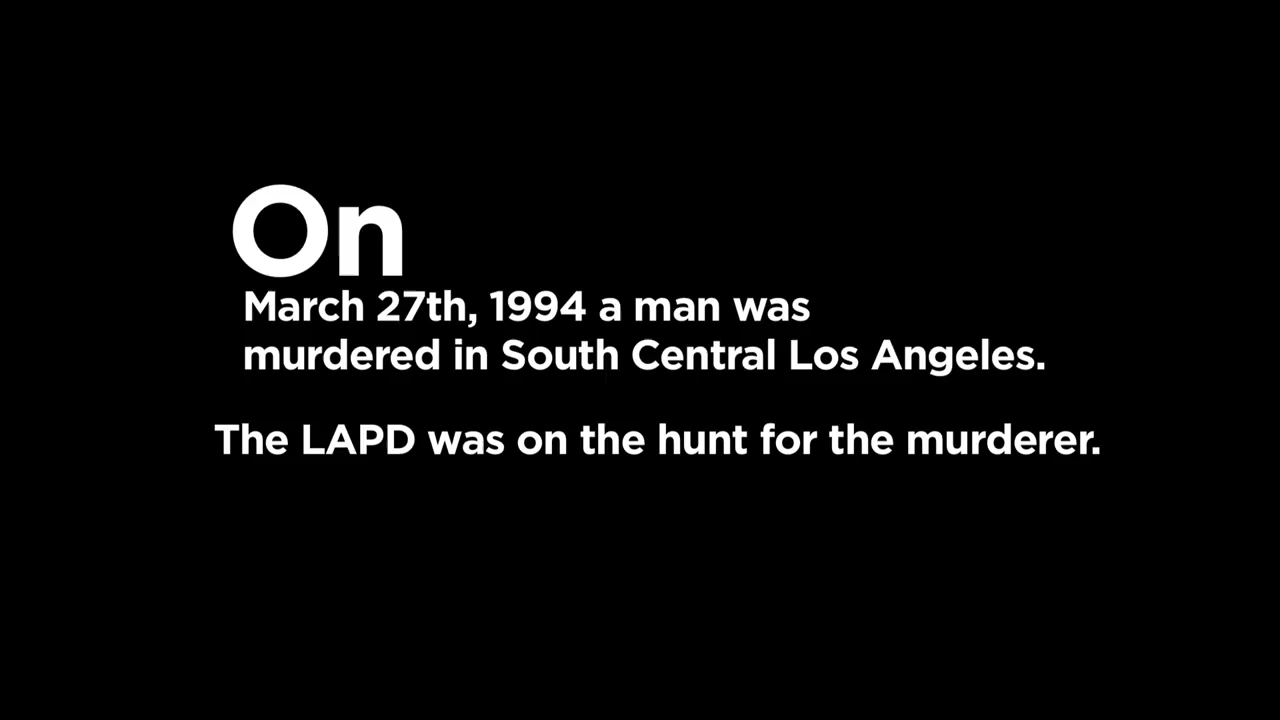 On
March 27th, 1994 a man was
murdered in South Central Los Angeles.
The LAPD was on the hunt for the murderer.